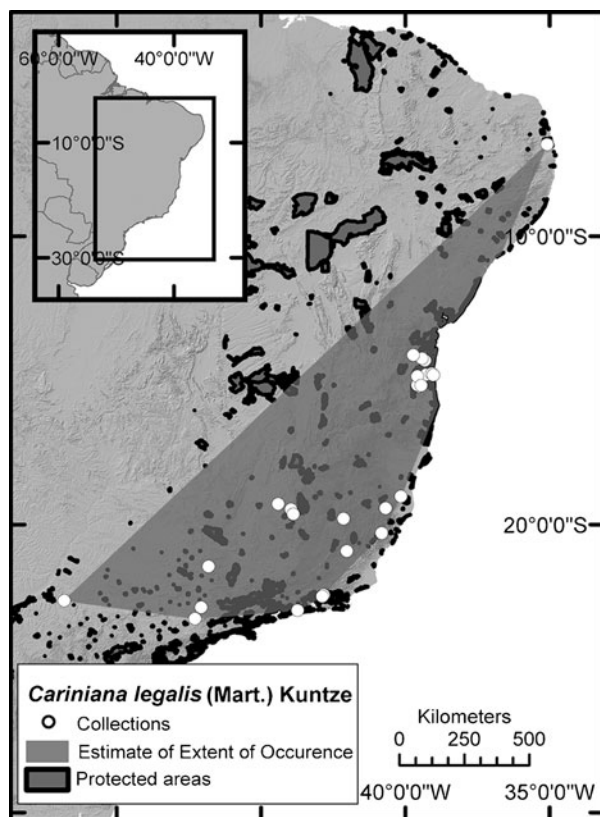 60°0'0"W 40°0'0"W
10°0'0"S
30°0'0"S
10°0'0"S
20°0'0"S
Cariniana legalis (Mart.) Kuntze
Collections
Estimate of Extent of Occurence
Protected areas
Kilometers
0 250 500
40°0'0"W 35°0'0"W